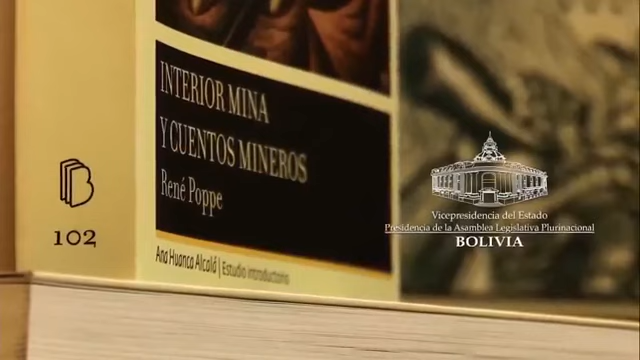 INTERIOR MINA
Y CUENTOS MINEROS
René Poppe
Ana Huanca Alcalá | Estudio introductorio
B
102
Vicepresidencia del Estado
Presidencia de la Asamblea Legislativa Plurinacional
BOLIVIA